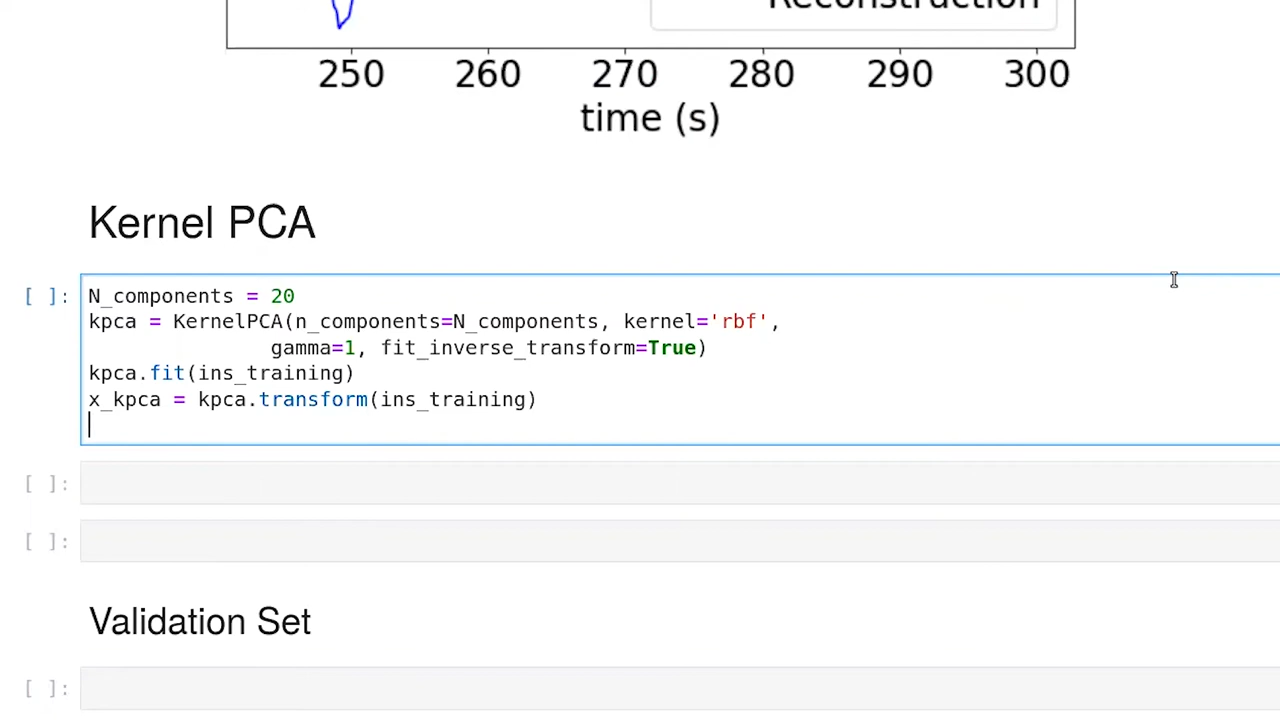 Reconstruction
250 260 270 280 290 300
time (s)
Kernel PCA
[ ]: N_components = 20
kpca = KernelPCA(n_components=N_components, kernel='rbf',
gamma=1, fit_inverse_transform=True)
kpca.fit(ins_training)
x_kpca = kpca.transform(ins_training)
[ ]:
[ ]:
Validation Set
[ ]: